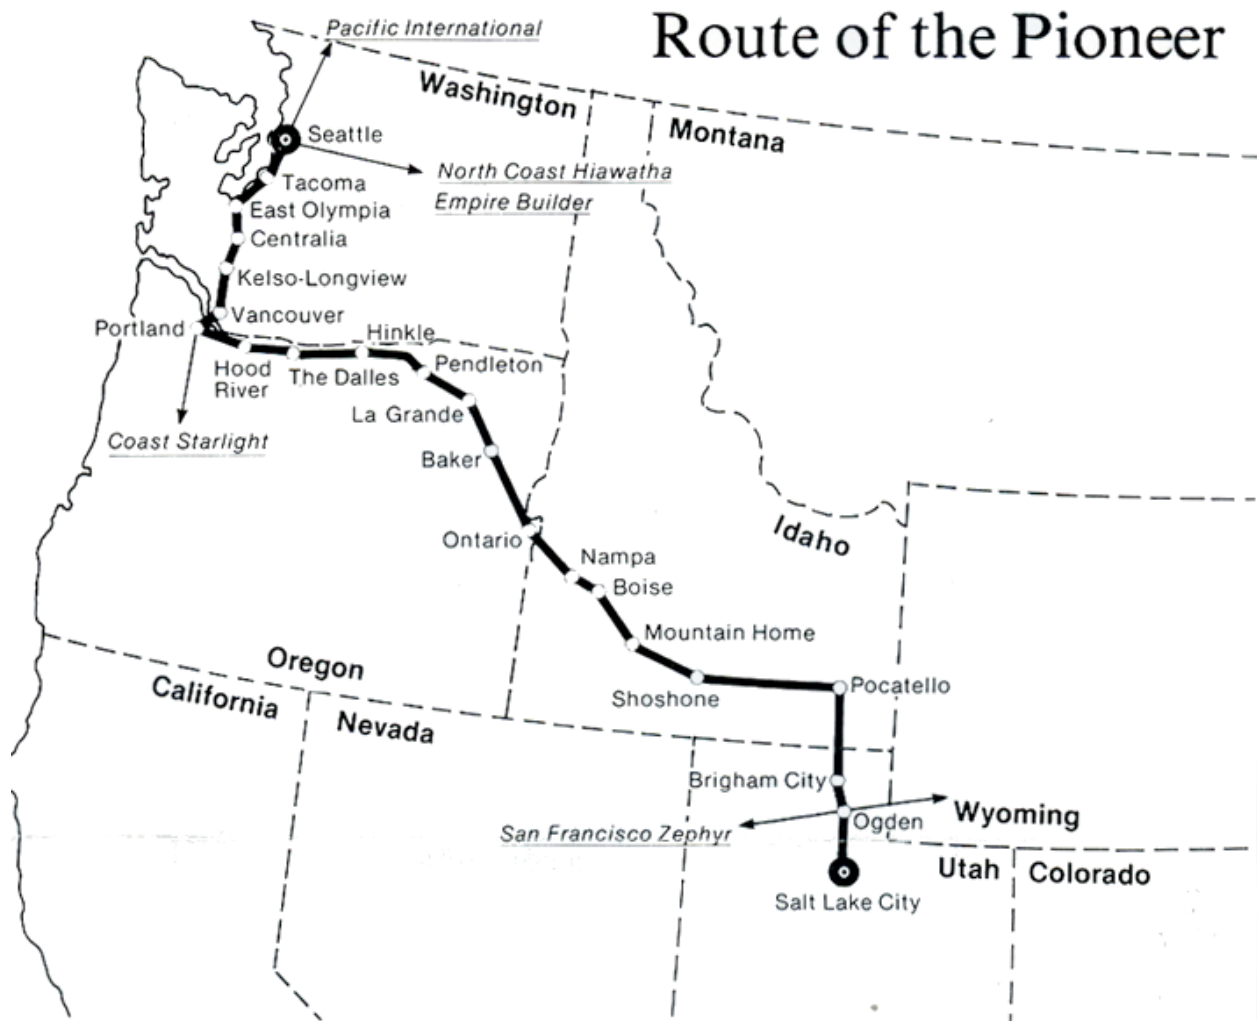 Route of the Pioneer
Pacific International
Washington
Montana
Seattle
North Coast Hiawatha
Empire Builder
Tacoma
East Olympia
Centralia
Kelso-Longview
Vancouver
Portland
Hinkle
Hood
River
The Dalles
Pendleton
La Grande
Coast Starlight
Baker
Ontario
Idaho
Nampa
Boise
Mountain Home
Oregon
California
Nevada
Shoshone
Pocatello
Brigham City
Ogden
Wyoming
San Francisco Zephyr
Utah
Colorado
Salt Lake City